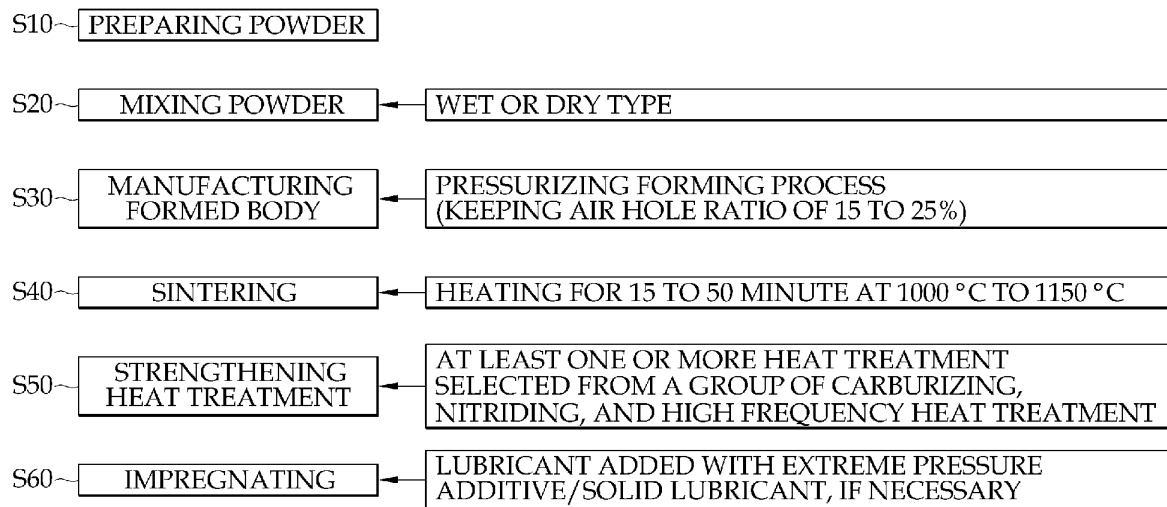 S10 PREPARING POWDER
S20 MIXING POWDER WET OR DRY TYPE
S30 MANUFACTURING FORMED BODY
PRESSURIZING FORMING PROCESS
(KEEPING AIR HOLE RATIO OF 15 TO 25%)
S40 SINTERING HEATING FOR 15 TO 50 MINUTE AT 1000 °C TO 1150 °C
S50 STRENGTHENING HEAT TREATMENT
AT LEAST ONE OR MORE HEAT TREATMENT
SELECTED FROM A GROUP OF CARBURIZING,
NITRIDING, AND HIGH FREQUENCY HEAT TREATMENT
S60 IMPREGNATING
LUBRICANT ADDED WITH EXTREME PRESSURE
ADDITIVE/SOLID LUBRICANT, IF NECESSARY